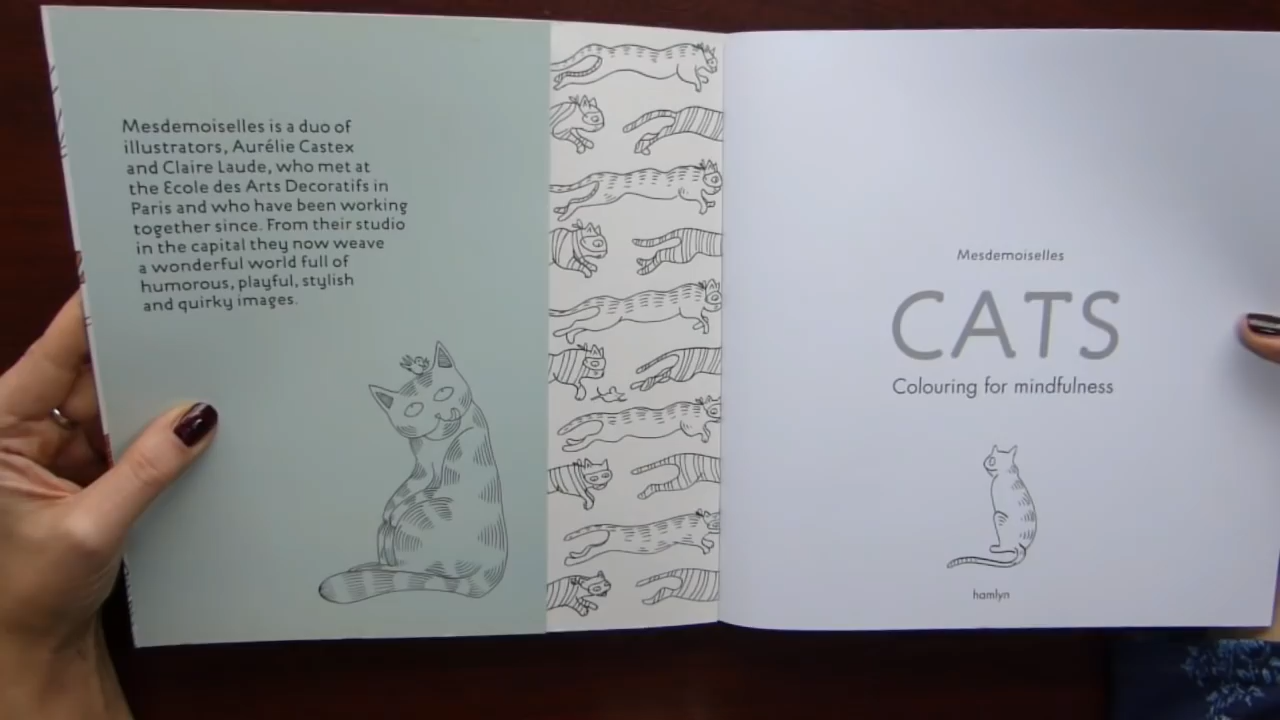 Mesdemoiselles is a duo of
illustrators, Aurélie Castex
and Claire Laude, who met at
the Ecole des Arts Decoratifs in
Paris and who have been working
together since. From their studio
in the capital they now weave
a wonderful world full of
humorous, playful, stylish
and quirky images.
Mesdemoiselles
CATS
Colouring for mindfulness
hamlyn